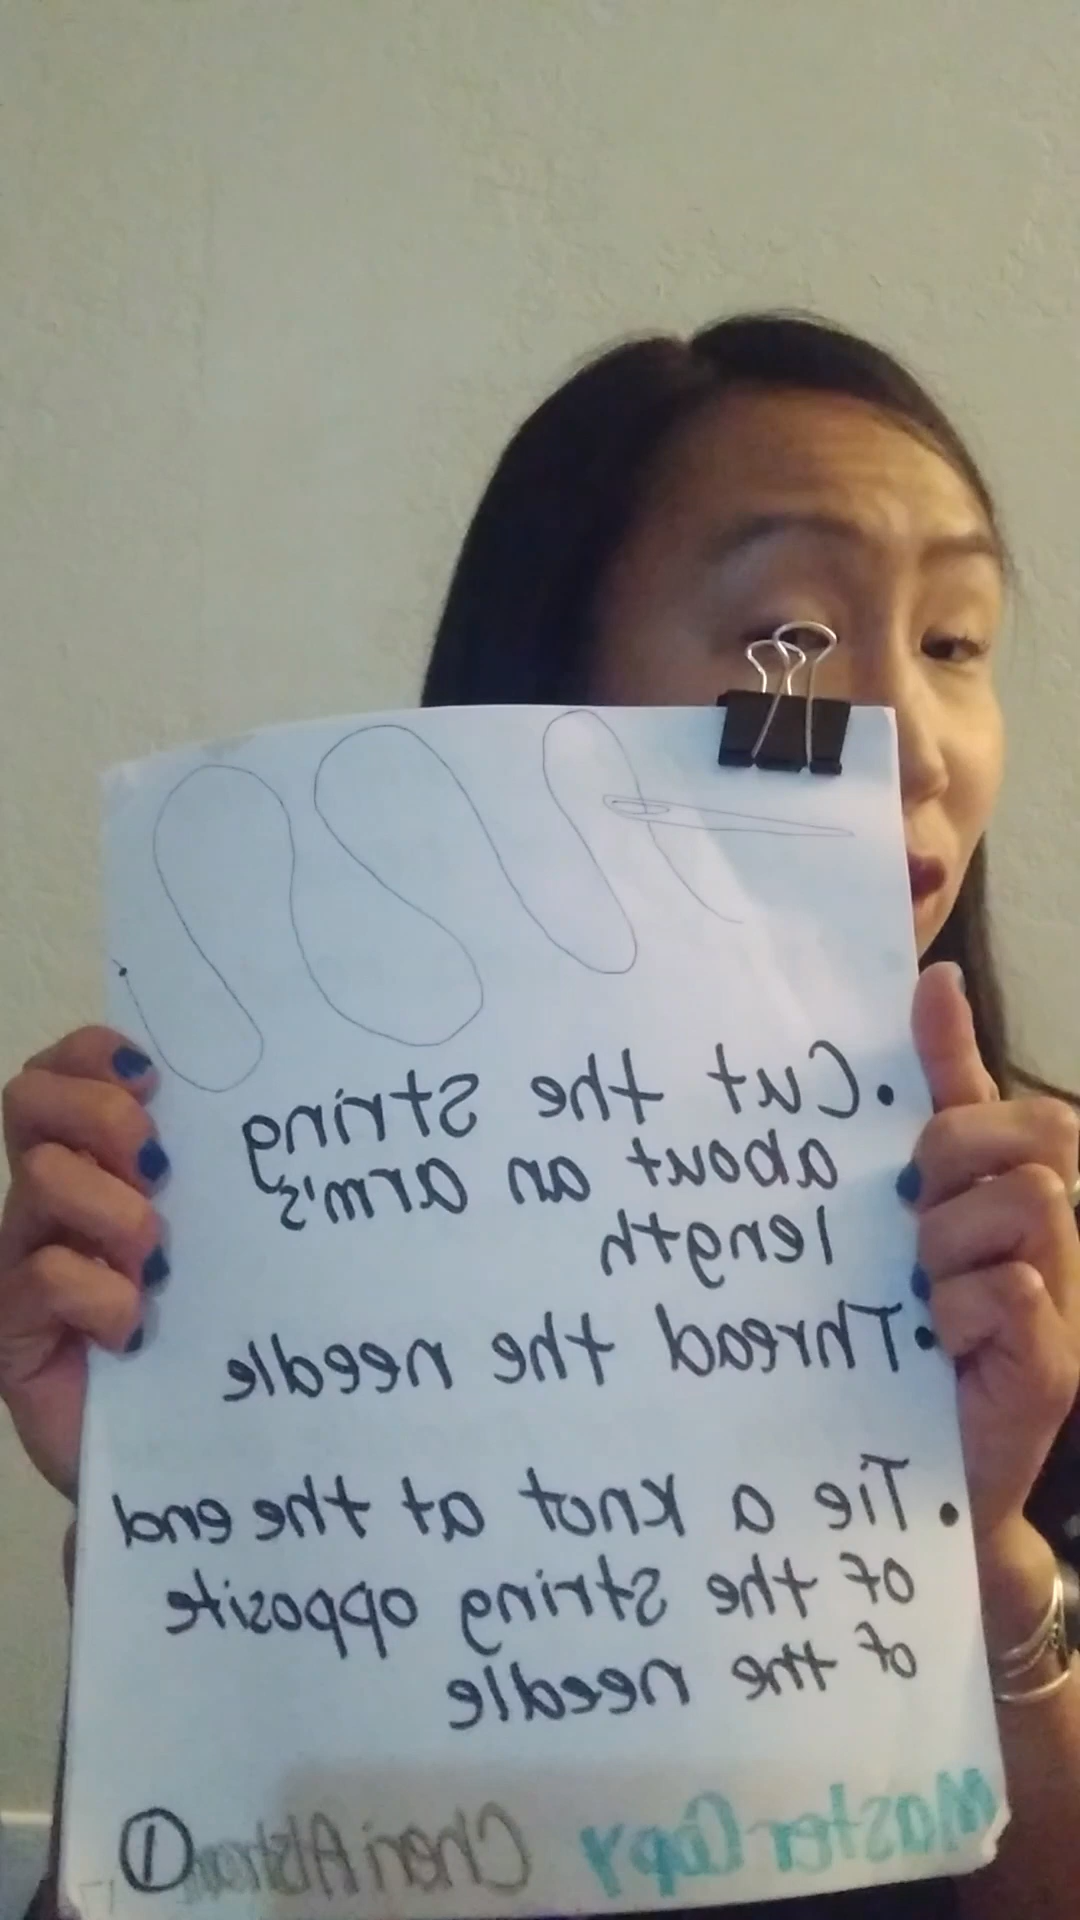 • Cut the string
about an arm's
length
• Thread the needle
• Tie a knot at the end
of the string opposite
of the needle
Master Copy Cheri 1